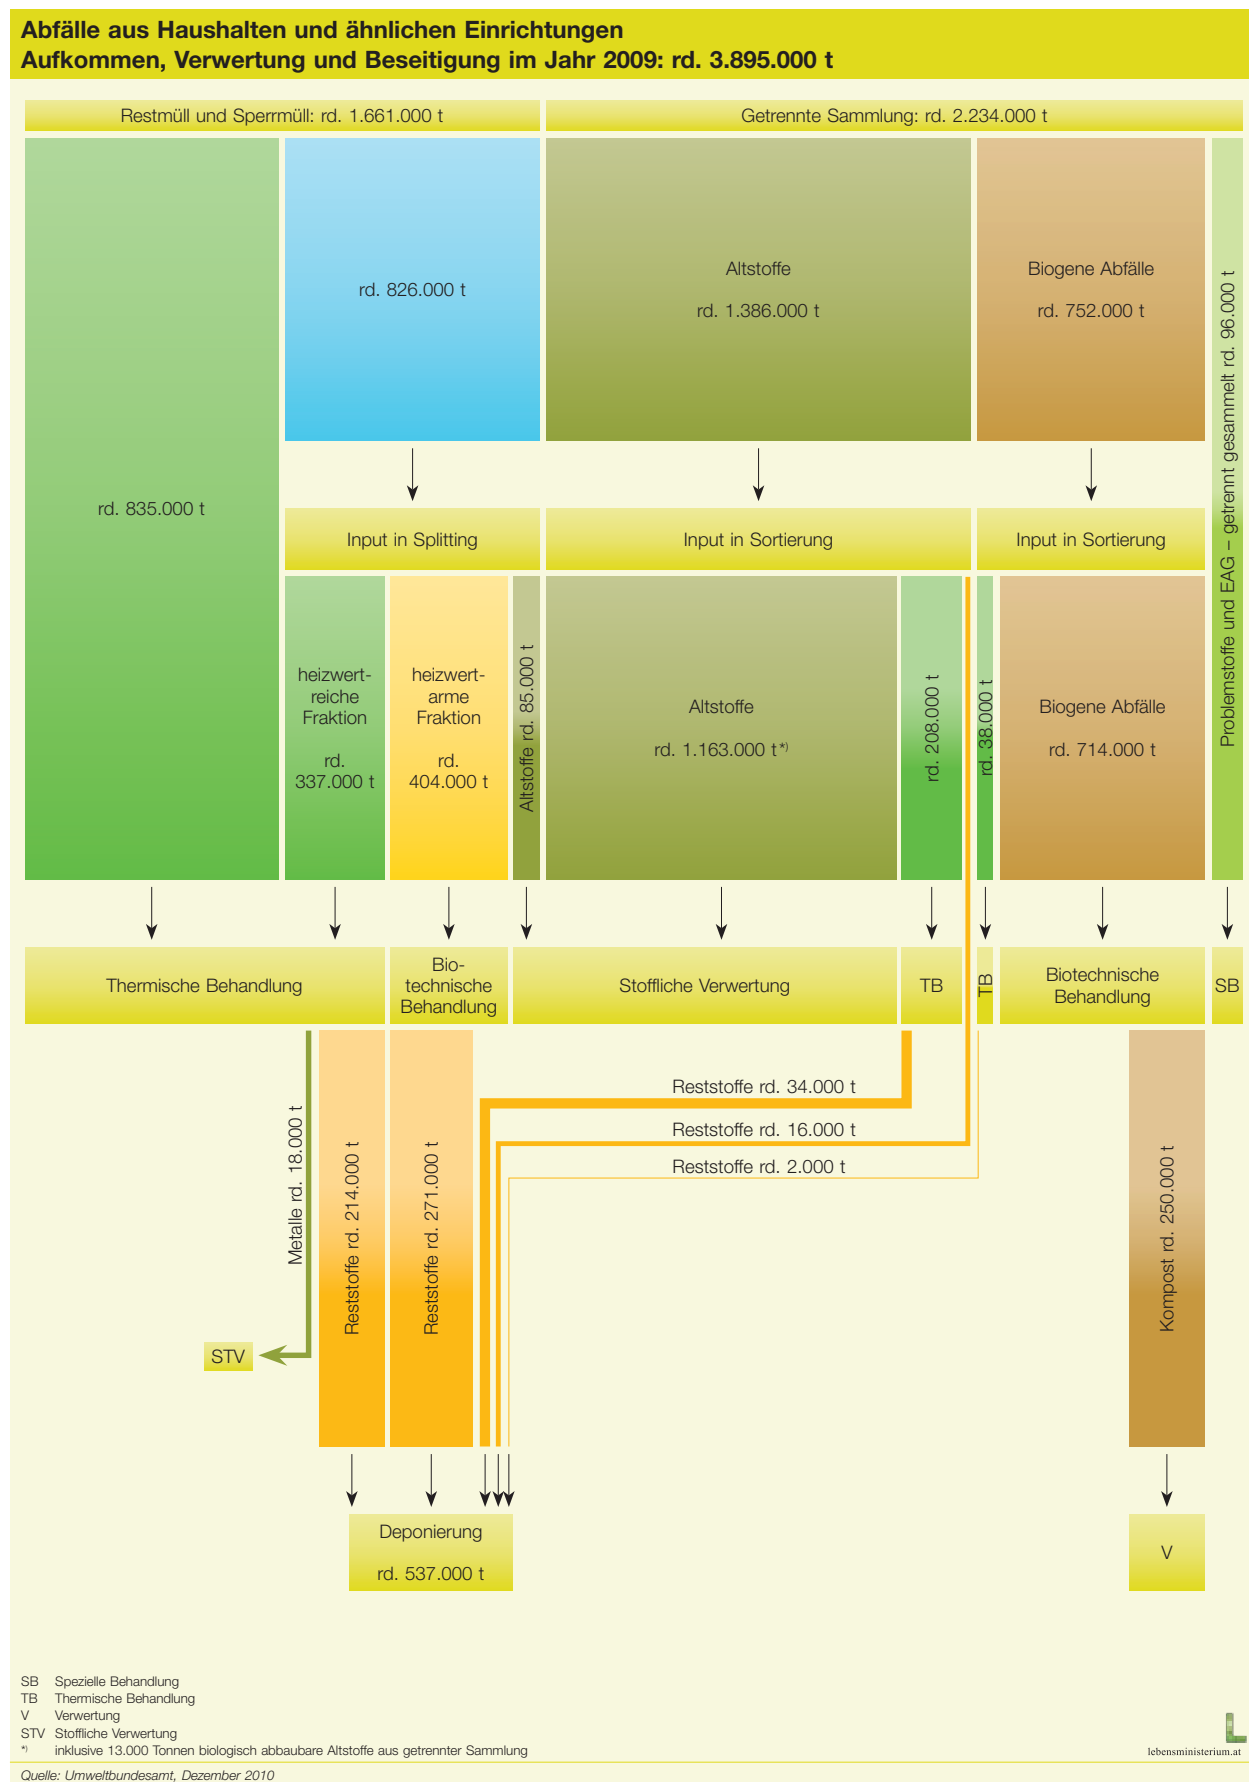 Abfälle aus Haushalten und ähnlichen Einrichtungen
Aufkommen, Verwertung und Beseitigung im Jahr 2009: rd. 3.895.000 t
Restmüll und Sperrmüll: rd. 1.661.000 t
Getrennte Sammlung: rd. 2.234.000 t
rd. 835.000 t
rd. 826.000 t
Altstoffe
rd. 1.386.000 t
Biogene Abfälle
rd. 752.000 t
Problemstoffe und EAG – getrennt gesammelt rd. 96.000 t
Input in Splitting
Input in Sortierung
Input in Sortierung
heizwert-
reiche
Fraktion
rd.
337.000 t
heizwert-
arme
Fraktion
rd.
404.000 t
Altstoffe rd. 85.000 t
Altstoffe
rd. 1.163.000 t*)
rd. 208.000 t
rd. 38.000 t
Biogene Abfälle
rd. 714.000 t
Thermische Behandlung
Bio-
technische
Behandlung
Stoffliche Verwertung
TB
TB
Biotechnische
Behandlung
SB
Metalle rd. 18.000 t
Reststoffe rd. 214.000 t
Reststoffe rd. 271.000 t
Reststoffe rd. 34.000 t
Reststoffe rd. 16.000 t
Reststoffe rd. 2.000 t
Kompost rd. 250.000 t
STV
Deponierung
rd. 537.000 t
V
SB Spezielle Behandlung
TB Thermische Behandlung
V Verwertung
STV Stoffliche Verwertung
*) inklusive 13.000 Tonnen biologisch abbaubare Altstoffe aus getrennter Sammlung
lebensministerium.at
Quelle: Umweltbundesamt, Dezember 2010